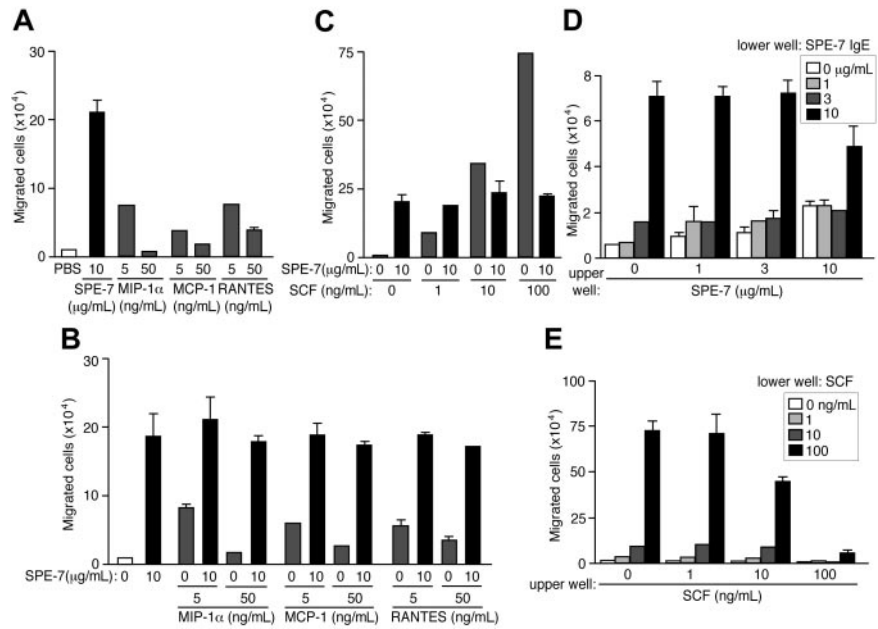 A
Migrated cells (x10⁻⁴)
30
20
10
0
PBS 10 5 50 5 50 5 50
SPE-7 MIP-1α MCP-1 RANTES
(μg/mL) (ng/mL) (ng/mL) (ng/mL)
B
Migrated cells (x10⁻⁴)
30
20
10
0
SPE-7(μg/mL): 0 10 0 10 0 10 0 10 0 10 0 10 0 10
5 50 5 50 5 50
MIP-1α (ng/mL) MCP-1 (ng/mL) RANTES (ng/mL)
C
Migrated cells (x10⁻⁴)
75
50
25
0
SPE-7(μg/mL): 0 10 0 10 0 10 0 10
SCF (ng/mL): 0 1 10 100
D
lower well: SPE-7 IgE
0 μg/mL
1
3
10
Migrated cells (x10⁻⁴)
8
6
4
2
0
upper well: 0 1 3 10
SPE-7 (μg/mL)
E
lower well: SCF
0 ng/mL
1
10
100
Migrated cells (x10⁻⁴)
100
75
50
25
0
upper well: 0 1 10 100
SCF (ng/mL)